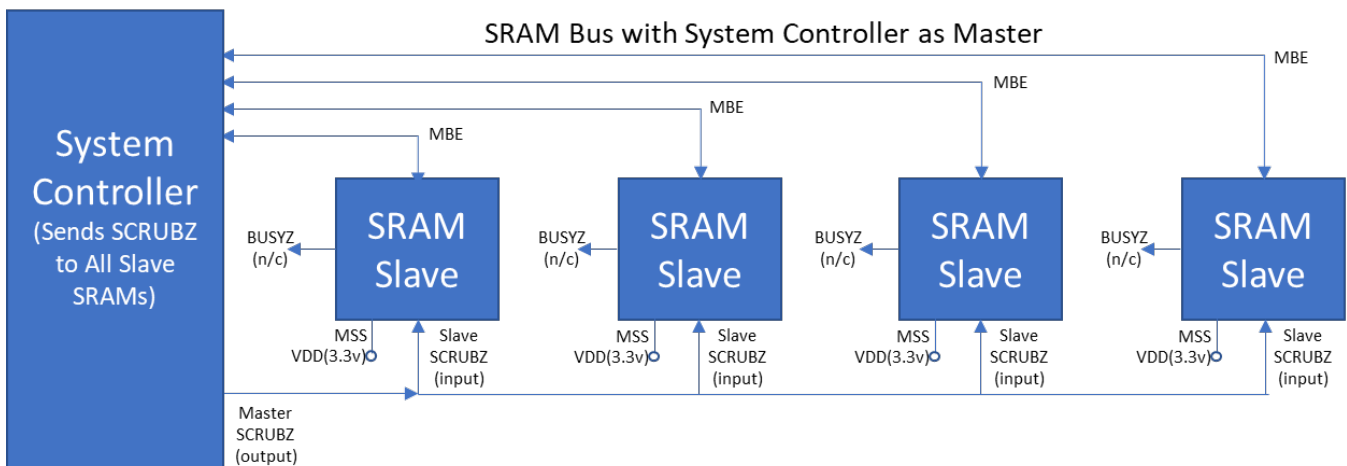 SRAM Bus with System Controller as Master
MBE
MBE
MBE
MBE
System
Controller
(Sends SCRUBZ
to All Slave
SRAMs)
BUSYZ
(n/c)
SRAM
Slave
MSS
VDD(3.3v)
Slave
SCRUBZ
(input)
BUSYZ
(n/c)
SRAM
Slave
MSS
VDD(3.3v)
Slave
SCRUBZ
(input)
BUSYZ
(n/c)
SRAM
Slave
MSS
VDD(3.3v)
Slave
SCRUBZ
(input)
BUSYZ
(n/c)
SRAM
Slave
MSS
VDD(3.3v)
Slave
SCRUBZ
(input)
Master
SCRUBZ
(output)